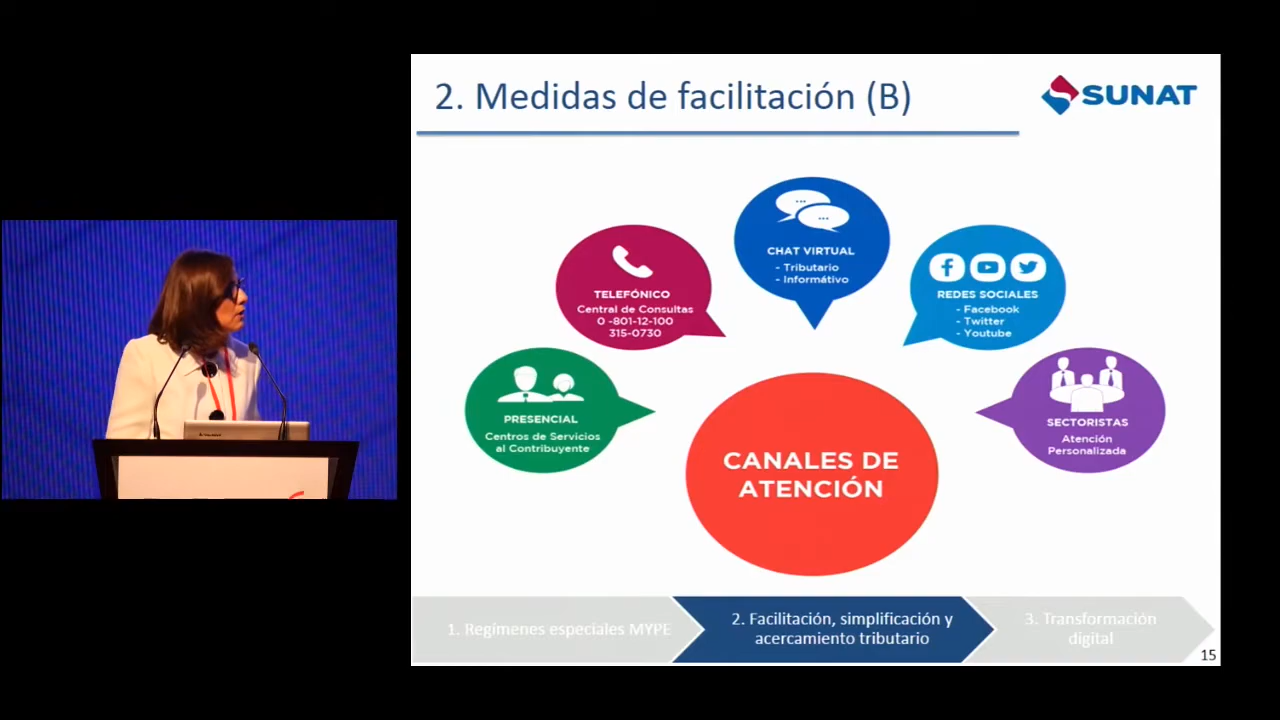 2. Medidas de facilitación (B)
SUNAT
CHAT VIRTUAL
- Tributario
- Informátivo
TELEFÓNICO
Central de Consultas
0 -801-12-100
315-0730
REDES SOCIALES
- Facebook
- Twitter
- Youtube
PRESENCIAL
Centros de Servicios
al Contribuyente
SECTORISTAS
Atención
Personalizada
CANALES DE
ATENCIÓN
1. Regímenes especiales MYPE
2. Facilitación, simplificación y
acercamiento tributario
3. Transformación
digital
15